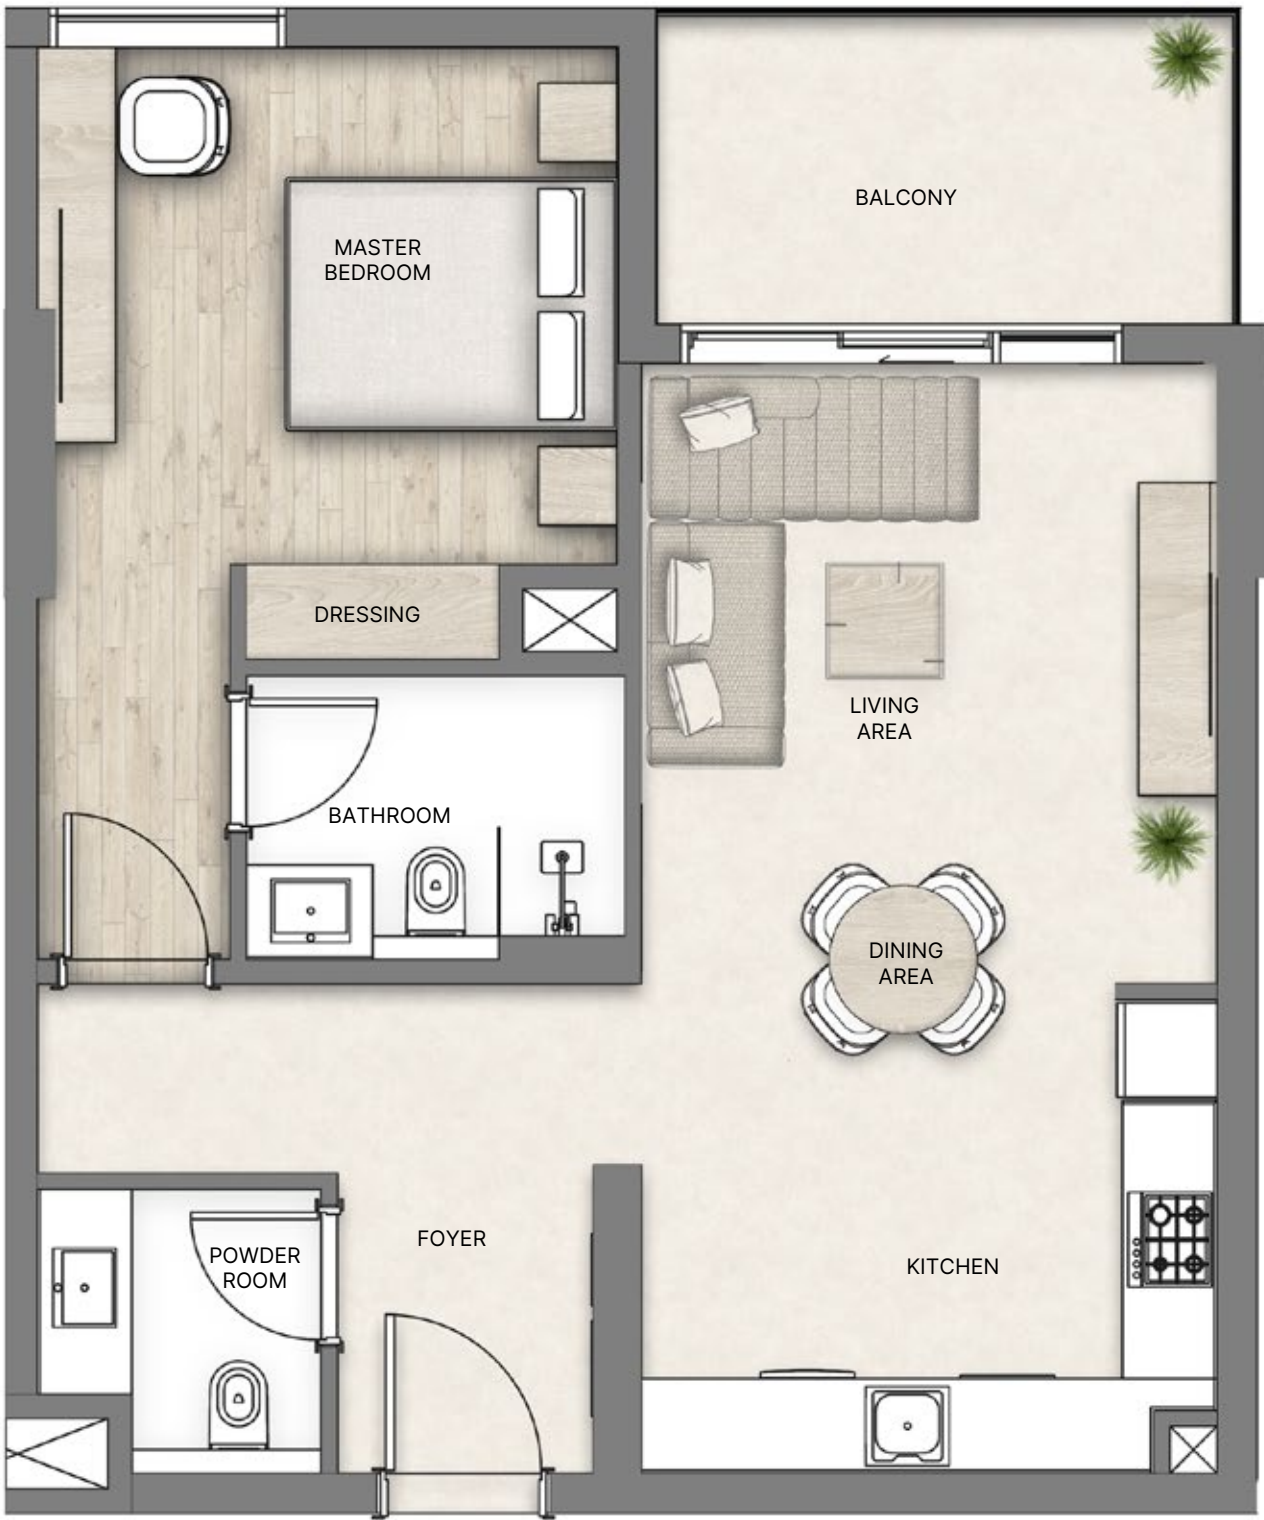 BALCONY
MASTER
BEDROOM
DRESSING
LIVING
AREA
BATHROOM
DINING
AREA
POWDER
ROOM
FOYER
KITCHEN